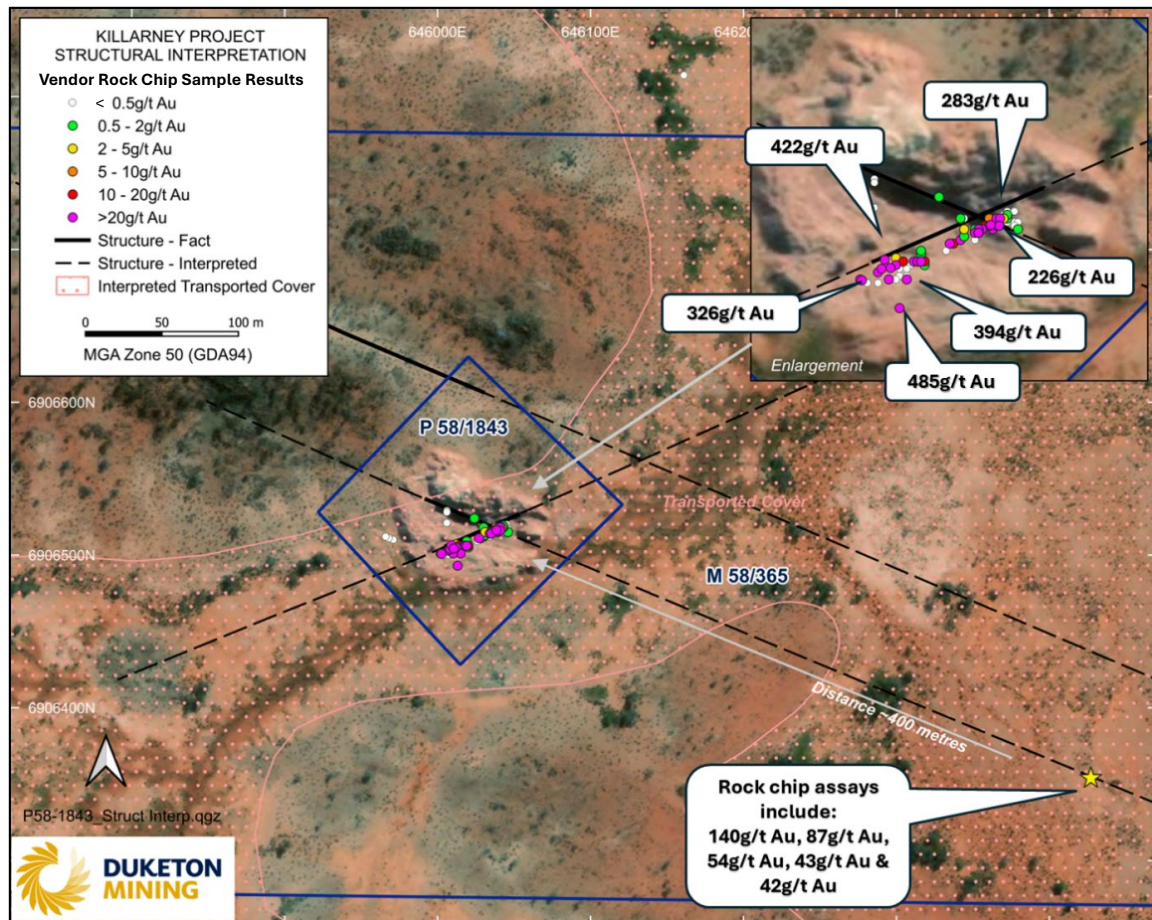 KILLARNEY PROJECT
STRUCTURAL INTERPRETATION
Vendor Rock Chip Sample Results
< 0.5g/t Au
0.5 - 2g/t Au
2 - 5g/t Au
5 - 10g/t Au
10 - 20g/t Au
>20g/t Au
Structure - Fact
Structure - Interpreted
Interpreted Transported Cover
0 50 100 m
MGA Zone 50 (GDA94)
646000E
646100E
283g/t Au
422g/t Au
226g/t Au
326g/t Au
394g/t Au
485g/t Au
Enlargement
6906600N
P 58/1843
Transported Cover
6906500N
M 58/365
6906400N
Distance ~400 metres
Rock chip assays
include:
140g/t Au, 87g/t Au,
54g/t Au, 43g/t Au &
42g/t Au
P58-1843_Struct Interp.qgz
DUKETON
MINING